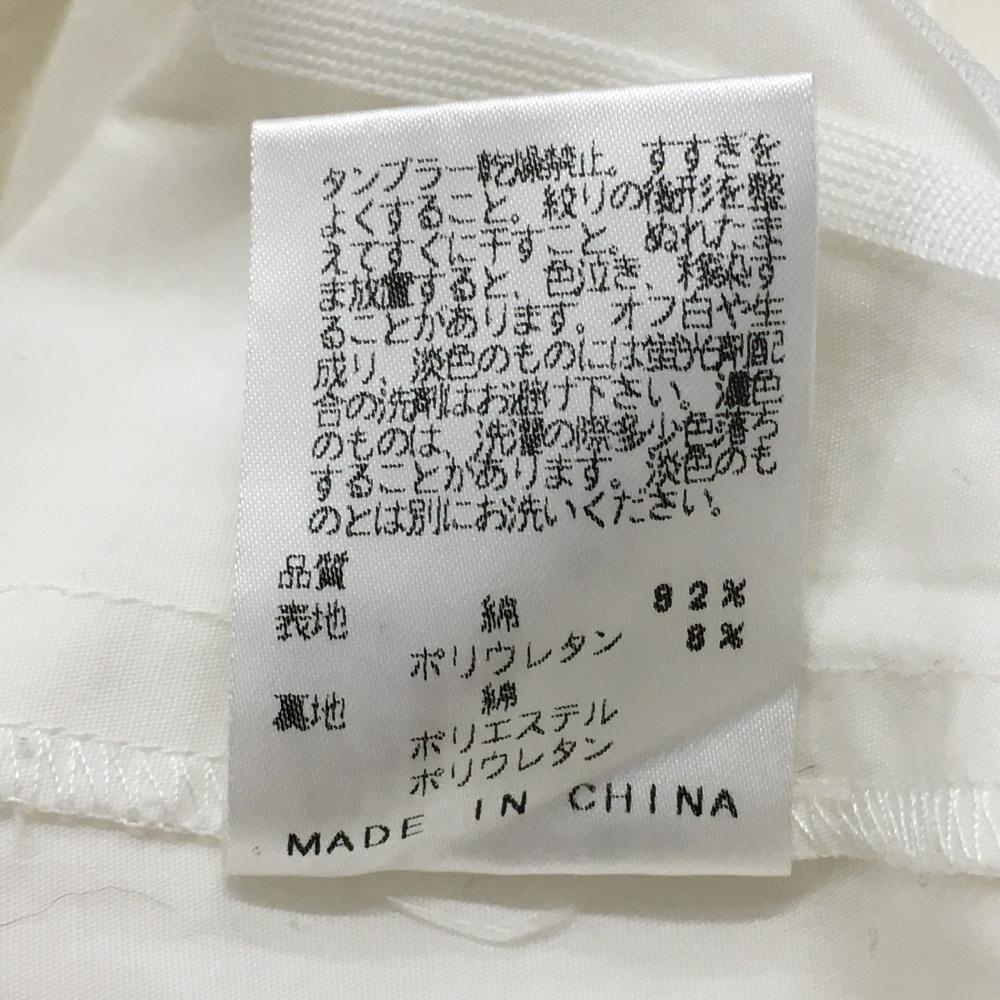 タンブラー乾燥禁止。すすぎを
よくすること。絞りの後形を整
えてすぐに干すこと。ぬれたま
ま放置すると、色泣き、移染す
ることがあります。オフ白や生
成り、淡色のものには蛍光剤配
合の洗剤はお避け下さい。濃色
のものは、洗濯の際多少色落ち
することがあります。淡色のも
のとは別にお洗いください。
品質
表地 綿 92%
ポリウレタン 8%
裏地 綿
ポリエステル
ポリウレタン
MADE IN CHINA